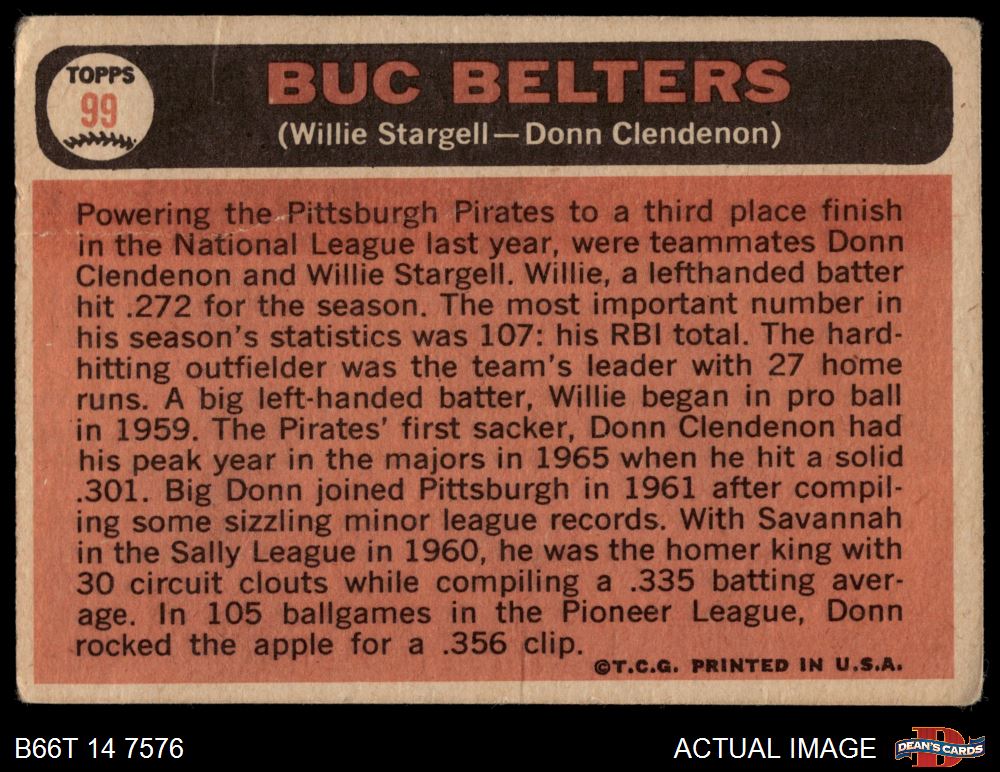 TOPPS
99
BUC BELTERS
(Willie Stargell—Donn Clendenon)
Powering the Pittsburgh Pirates to a third place finish
in the National League last year, were teammates Donn
Clendenon and Willie Stargell. Willie, a lefthanded batter
hit .272 for the season. The most important number in
his season's statistics was 107: his RBI total. The hard-
hitting outfielder was the team's leader with 27 home
runs. A big left-handed batter, Willie began in pro ball
in 1959. The Pirates' first sacker, Donn Clendenon had
his peak year in the majors in 1965 when he hit a solid
.301. Big Donn joined Pittsburgh in 1961 after compil-
ing some sizzling minor league records. With Savannah
in the Sally League in 1960, he was the homer king with
30 circuit clouts while compiling a .335 batting aver-
age. In 105 ballgames in the Pioneer League, Donn
rocked the apple for a .356 clip.
©T.C.G. PRINTED IN U.S.A.
B66T 14 7576
ACTUAL IMAGE
DEAN'S CARDS